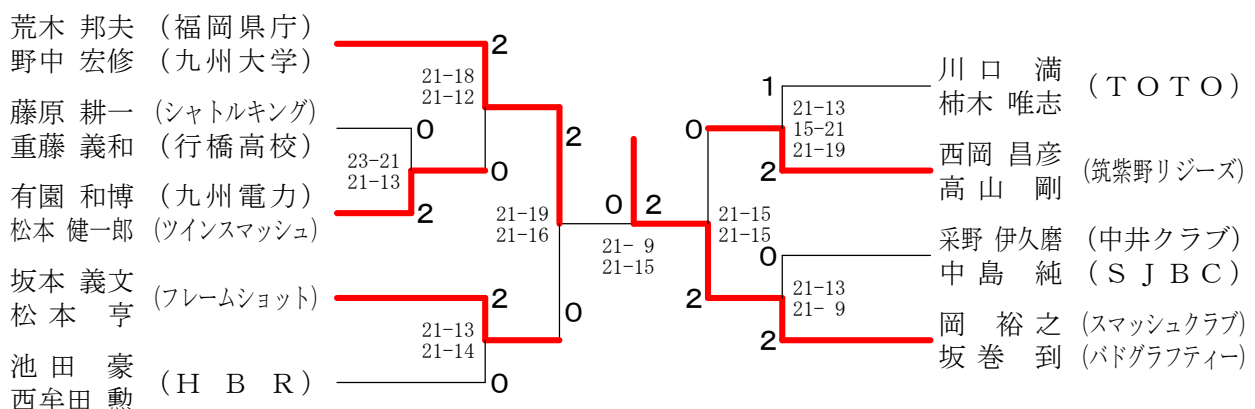 荒木 邦夫 (福岡県庁)
野中 宏修 (九州大学)
藤原 耕一 (シャトルキング)
重藤 義和 (行橋高校)
有園 和博 (九州電力)
松本 健一郎 (ツインスマッシュ)
坂本 義文
松本 亨
(フレームショット)
池田 豪
西牟田 勲
(H B R)
2
21-18
21-12
0
23-21
21-13
2
0
2
21-19
21-16
2
21-13
21-14
0
0
0
2
21- 9
21-15
川口 満
柿木 唯志
(TOTO)
西岡 昌彦
高山 剛
(筑紫野リジーズ)
采野 伊久磨 (中井クラブ)
中島 純 (SJBC)
岡 裕之 (スマッシュクラブ)
坂巻 到 (バドグラフティー)
1
21-13
15-21
21-19
2
0
21-15
21-15
2
0
21-13
21- 9
2